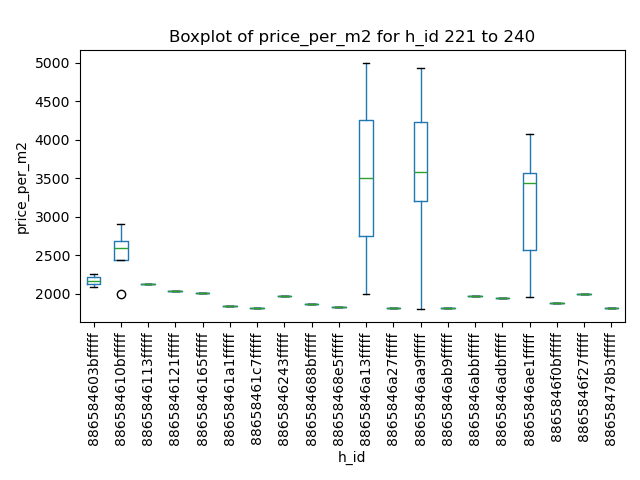 Boxplot of price_per_m2 for h_id 221 to 240
price_per_m2
5000
4500
4000
3500
3000
2500
2000
886584603bfffff
886584610bfffff
8865846113fffff
8865846121fffff
8865846165fffff
88658461a1fffff
88658461c7fffff
8865846243fffff
886584688bfffff
88658468e5fffff
8865846a13fffff
8865846a27fffff
8865846aa9fffff
8865846ab9fffff
8865846abbfffff
8865846adbfffff
8865846ae1fffff
8865846f0bfffff
8865846f27fffff
88658478b3fffff
h_id